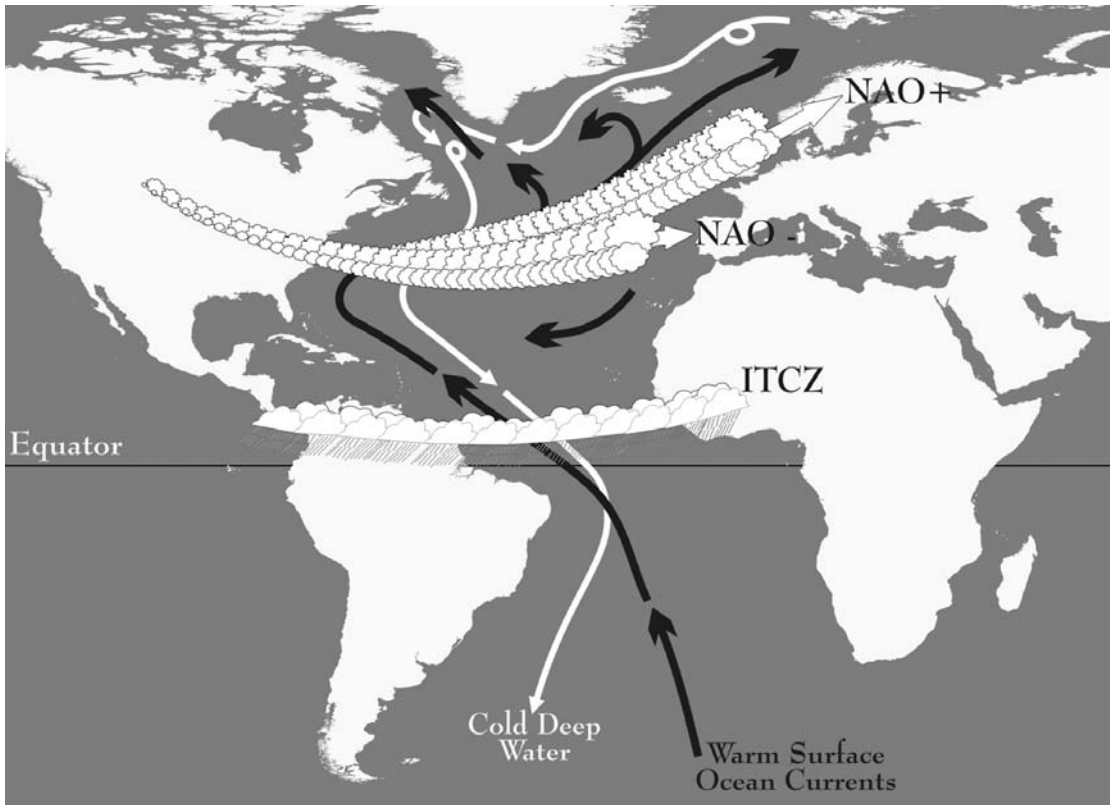 NAO+
NAO -
ITCZ
Equator
Cold Deep
Water
Warm Surface
Ocean Currents